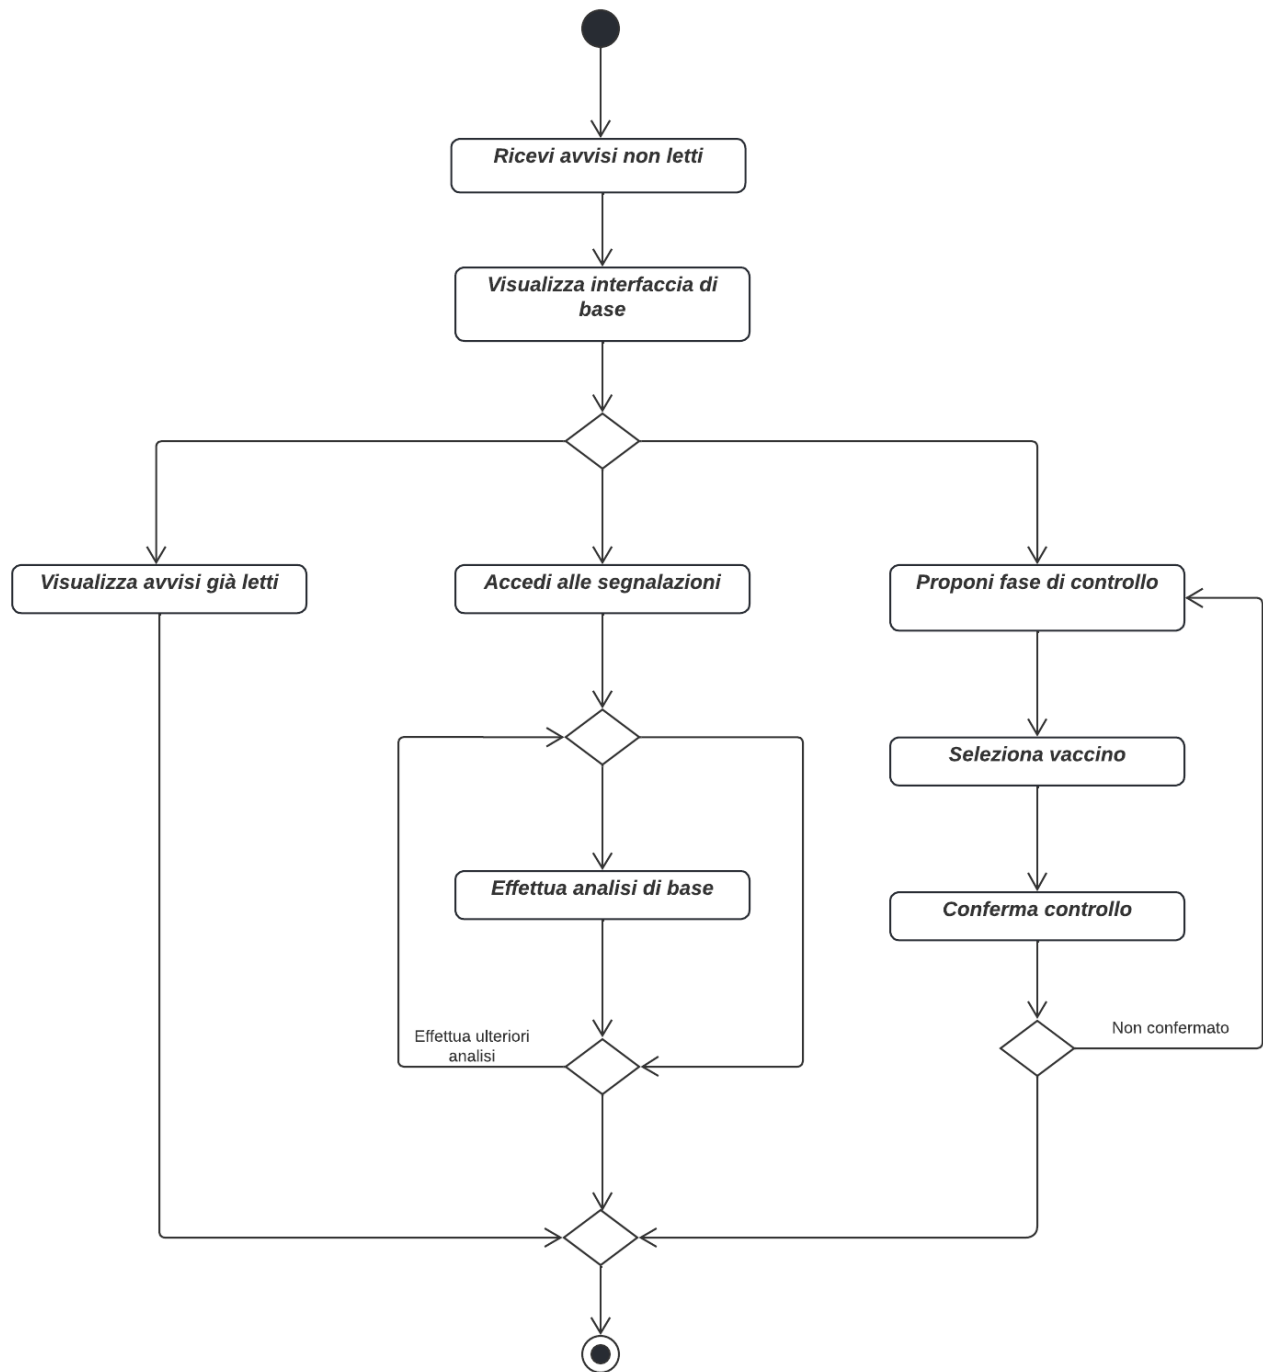 Ricevi avvisi non letti
Visualizza interfaccia di
base
Visualizza avvisi già letti
Accedi alle segnalazioni
Proponi fase di controllo
Seleziona vaccino
Effettua analisi di base
Conferma controllo
Effettua ulteriori
analisi
Non confermato